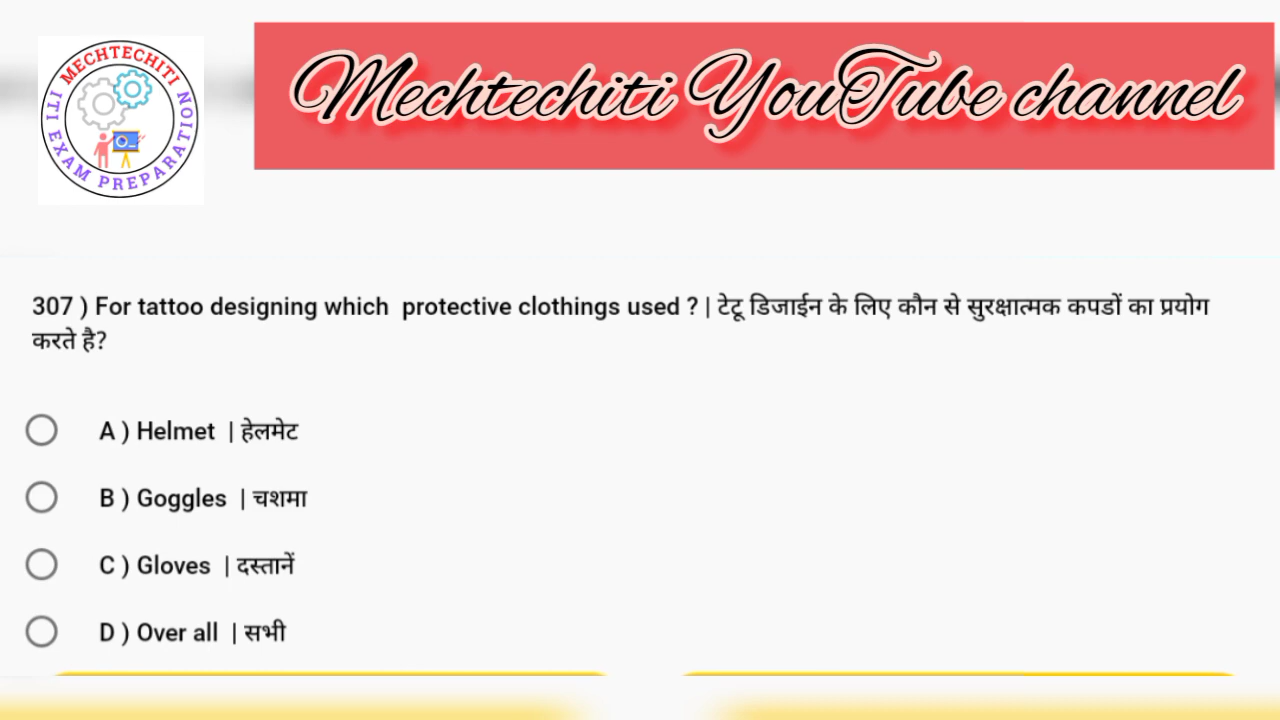 MECHTECHITI
ITI EXAM PREPARATION
Mechtechiti YouTube channel
307 ) For tattoo designing which protective clothings used ? | टेटू डिजाईन के लिए कौन से सुरक्षात्मक कपडों का प्रयोग
करते है?
A ) Helmet | हेलमेट
B ) Goggles | चशमा
C ) Gloves | दस्तानें
D ) Over all | सभी